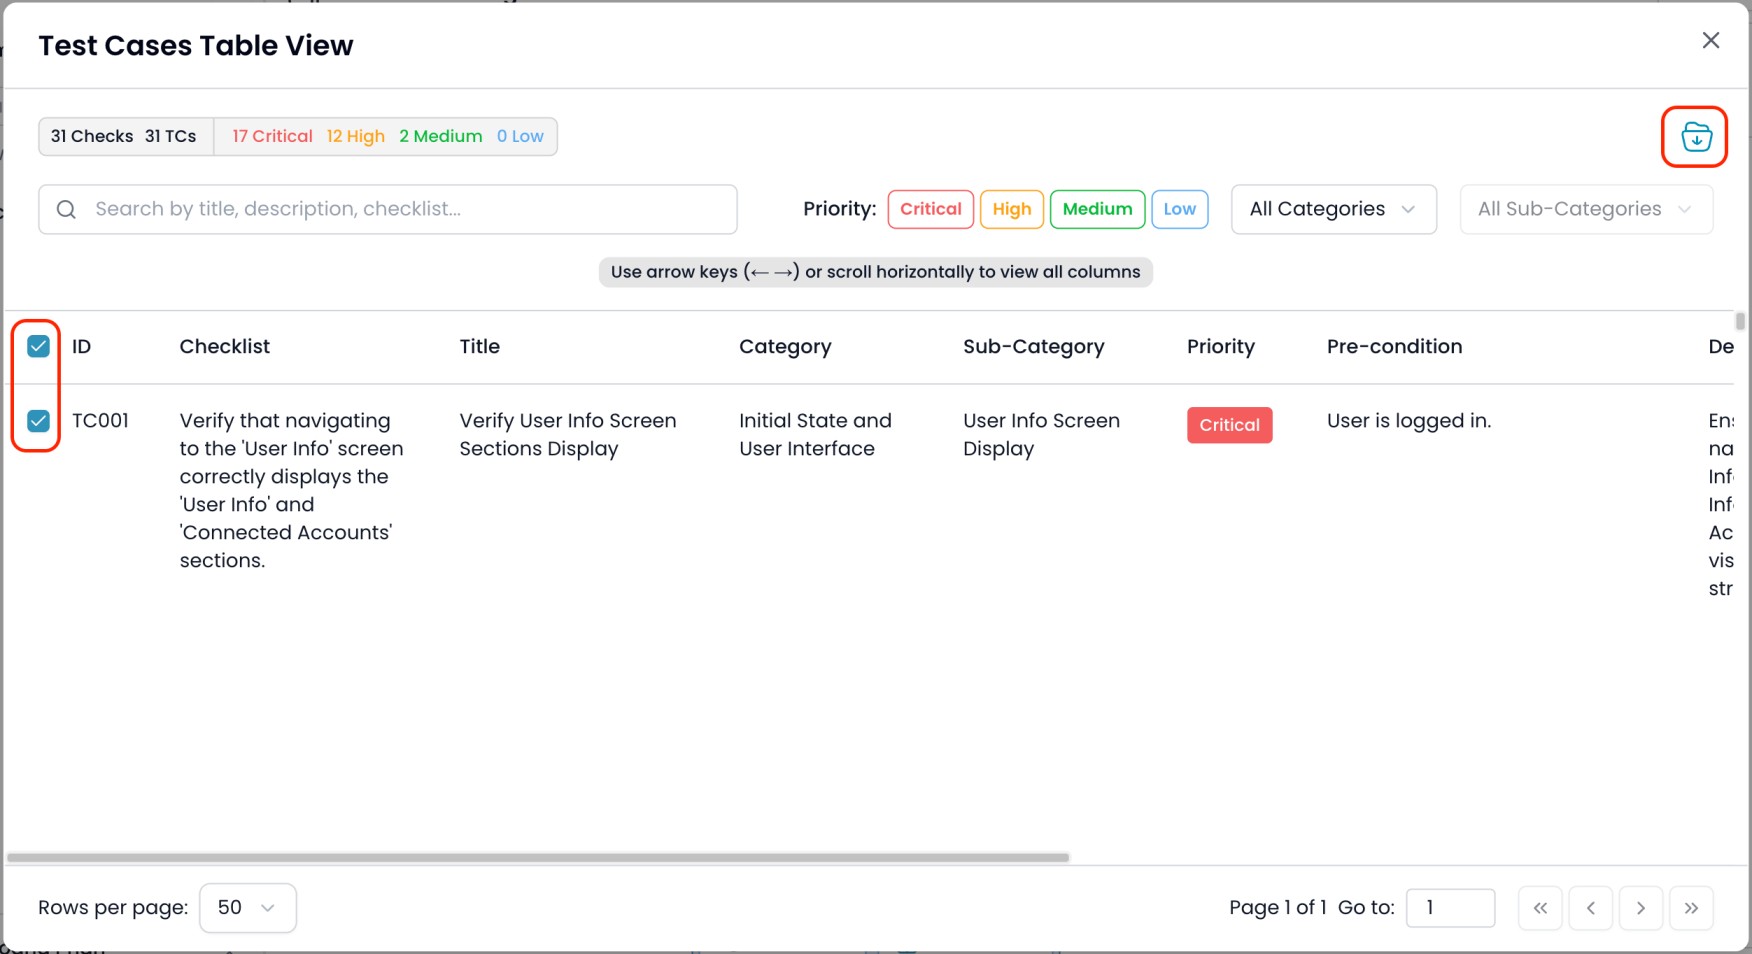 Test Cases Table View
31 Checks 31 TCs 17 Critical 12 High 2 Medium 0 Low
Search by title, description, checklist...
Priority: Critical High Medium Low All Categories All Sub-Categories
Use arrow keys (← →) or scroll horizontally to view all columns
ID Checklist Title Category Sub-Category Priority Pre-condition De
TC001
Verify that navigating
to the 'User Info' screen
correctly displays the
'User Info' and
'Connected Accounts'
sections.
Verify User Info Screen
Sections Display
Initial State and
User Interface
User Info Screen
Display
Critical
User is logged in.
na
vis
str
Rows per page: 50
Page 1 of 1 Go to: 1